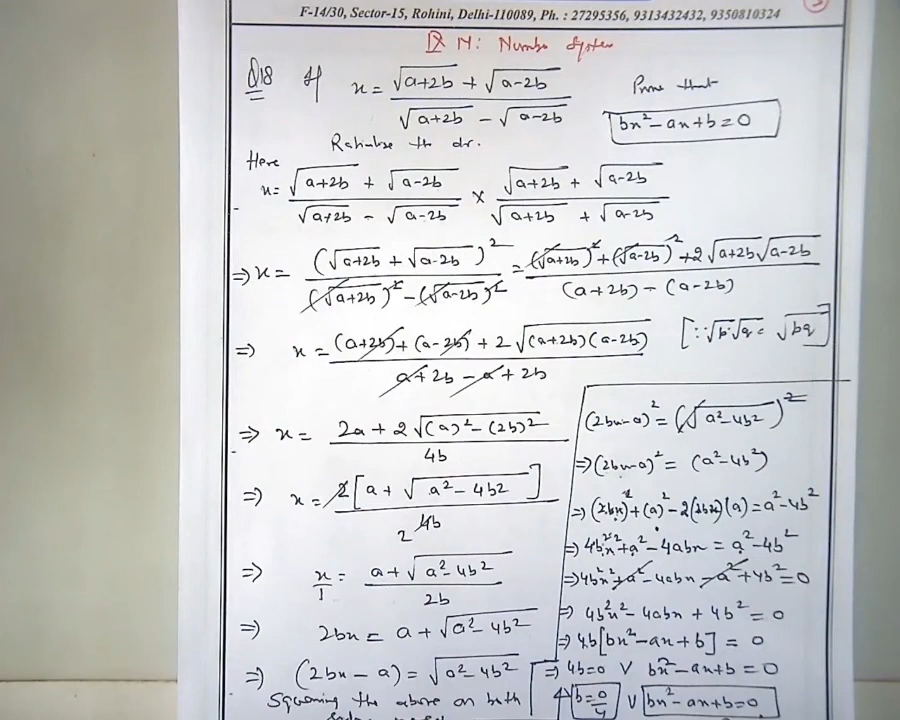 F-14/30, Sector-15, Rohini, Delhi-110089, Ph. : 27295356, 9313432432, 9350810324
IX M: Number System
Q18 If x = (√(a+2b) + √(a-2b)) / (√(a+2b) - √(a-2b)) Prove that
bx² - ax + b = 0
the dr.
Here
x = (√(a+2b) + √(a-2b)) / (√(a+2b) - √(a-2b)) × (√(a+2b) + √(a-2b)) / (√(a+2b) + √(a-2b))
⇒ x = (√(a+2b) + √(a-2b))² / ((√(a+2b))² - (√(a-2b))²) = ((√(a+2b))² + (√(a-2b))² + 2√(a+2b)√(a-2b)) / ((a+2b) - (a-2b))
⇒ x = ((a+2b) + (a-2b) + 2√((a+2b)(a-2b))) / (a+2b-a+2b) [∵ √p·√q = √pq]
⇒ x = (2a + 2√((a)² - (2b)²)) / 4b
⇒ x = 2[a + √(a² - 4b²)] / 4b 2
⇒ x/1 = (a + √(a² - 4b²)) / 2b
⇒ 2bx = a + √(a² - 4b²)
⇒ (2bx - a) = √(a² - 4b²)
Squaring the above on both
(2bx-a)² = (√(a²-4b²))²
⇒ (2bx-a)² = (a²-4b²)
⇒ (2bx)² + (a)² - 2(2bx)(a) = a² - 4b²
⇒ 4b²x² + a² - 4abx = a² - 4b²
⇒ 4b²x² + a² - 4abx - a² + 4b² = 0
⇒ 4b²x² - 4abx + 4b² = 0
⇒ 4b[bx² - ax + b] = 0
⇒ 4b = 0 ∨ bx² - ax + b = 0
b = 0/4 ∨ bx² - ax + b = 0